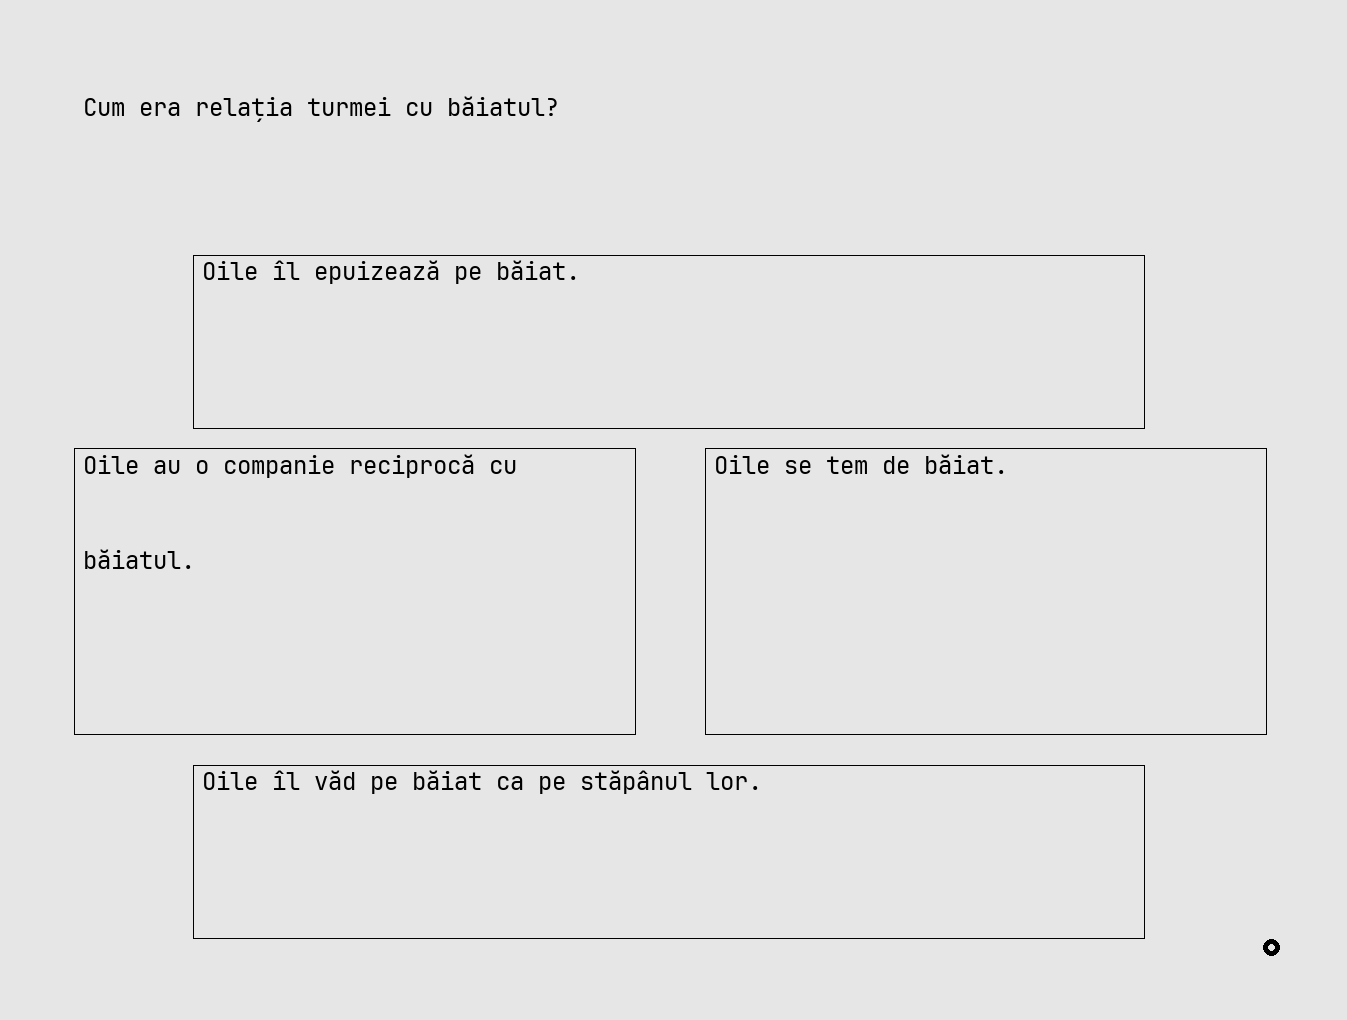 Cum era relația turmei cu băiatul?
Oile îl epuizează pe băiat.
Oile au o companie reciprocă cu
băiatul.
Oile se tem de băiat.
Oile îl văd pe băiat ca pe stăpânul lor.